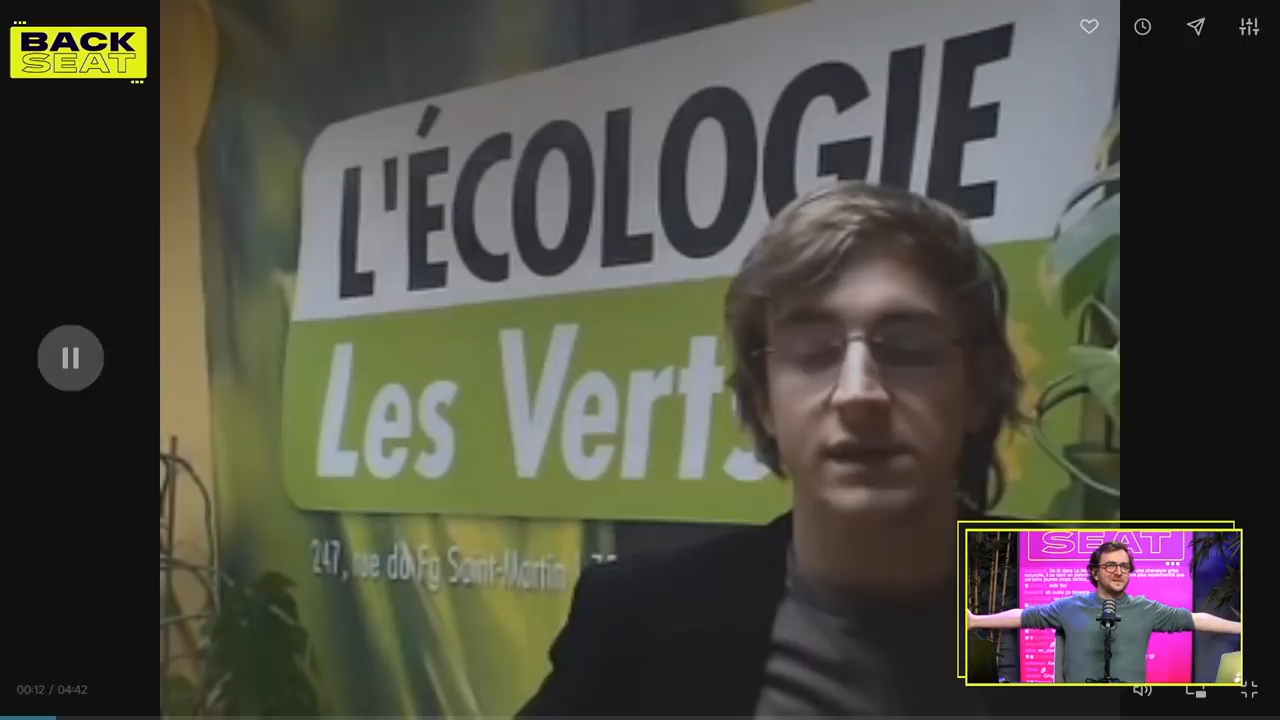 BACK
SEAT
L'ÉCOLOGIE
Les Verts
247, rue du Fg Saint-Martin
00:12 / 04:42
SEAT